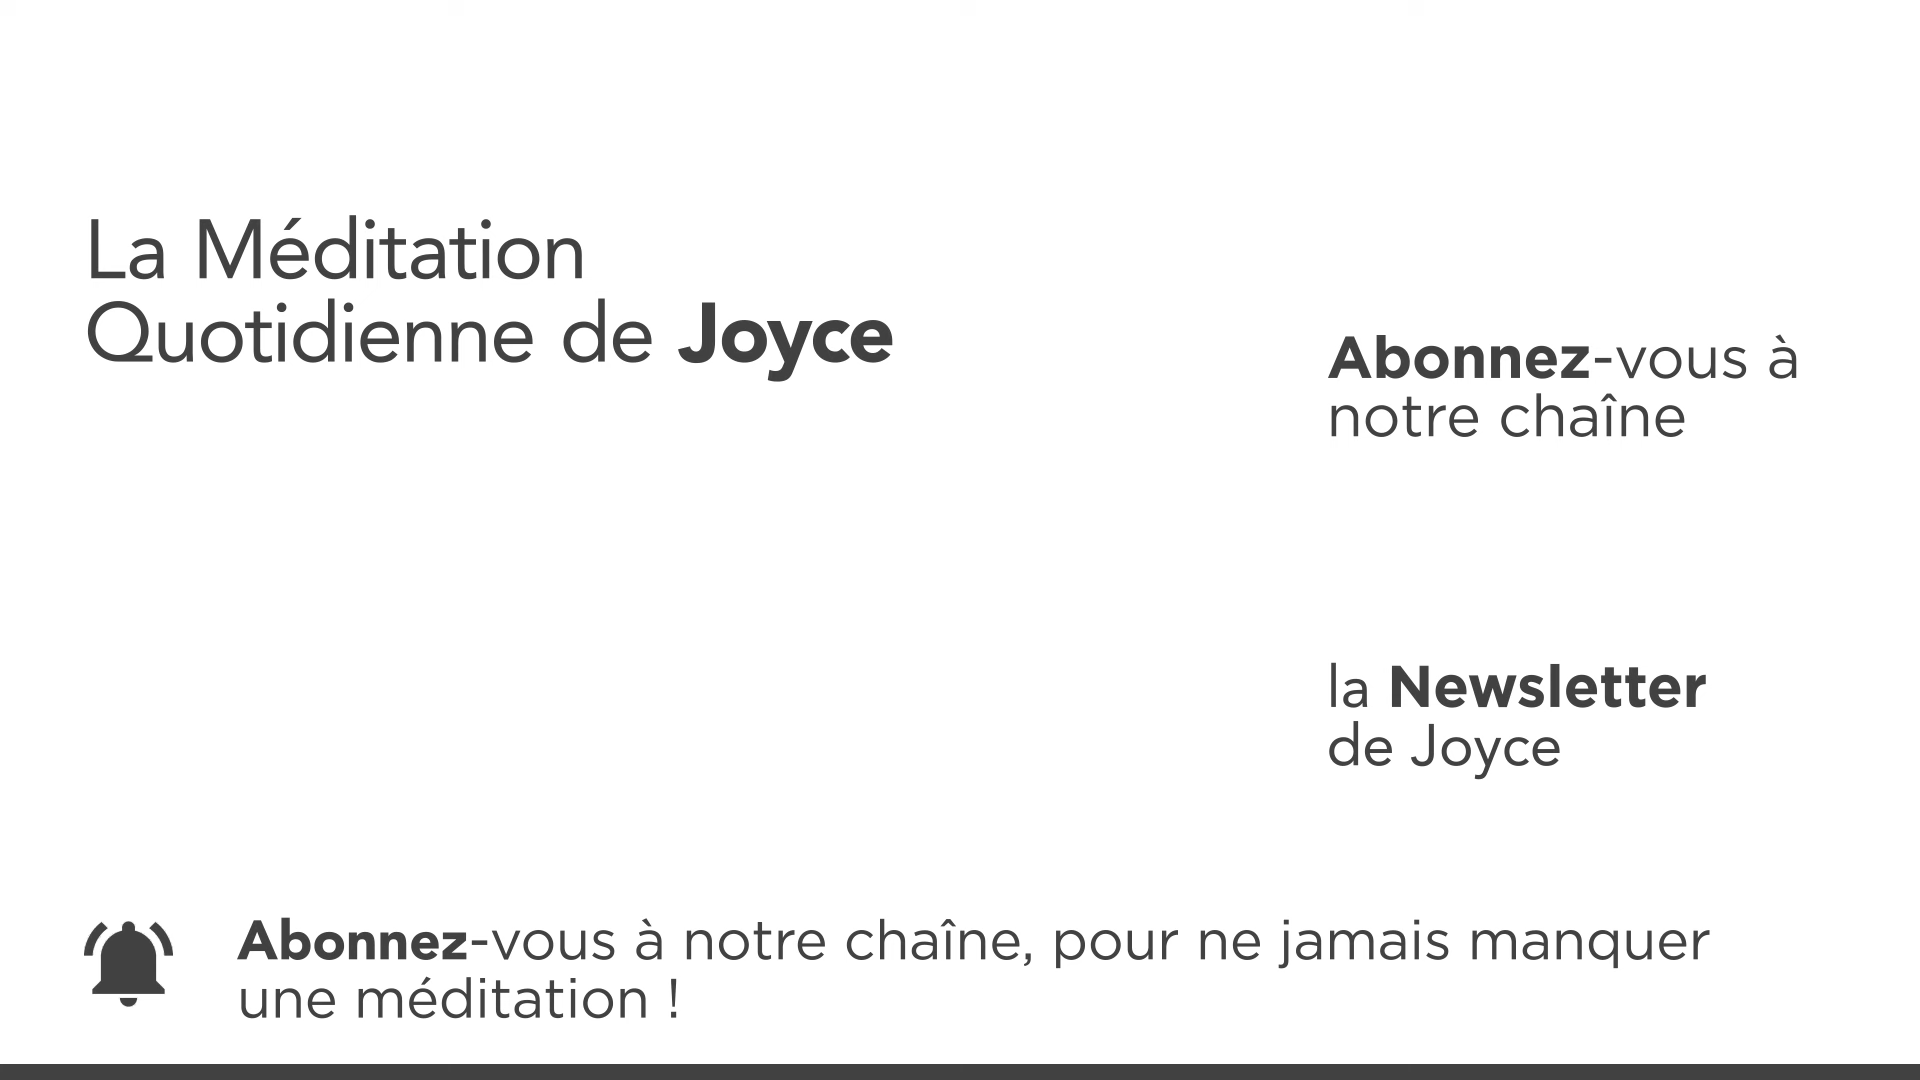 La Méditation
Quotidienne de Joyce
Abonnez-vous à
notre chaîne
la Newsletter
de Joyce
Abonnez-vous à notre chaîne, pour ne jamais manquer
une méditation !